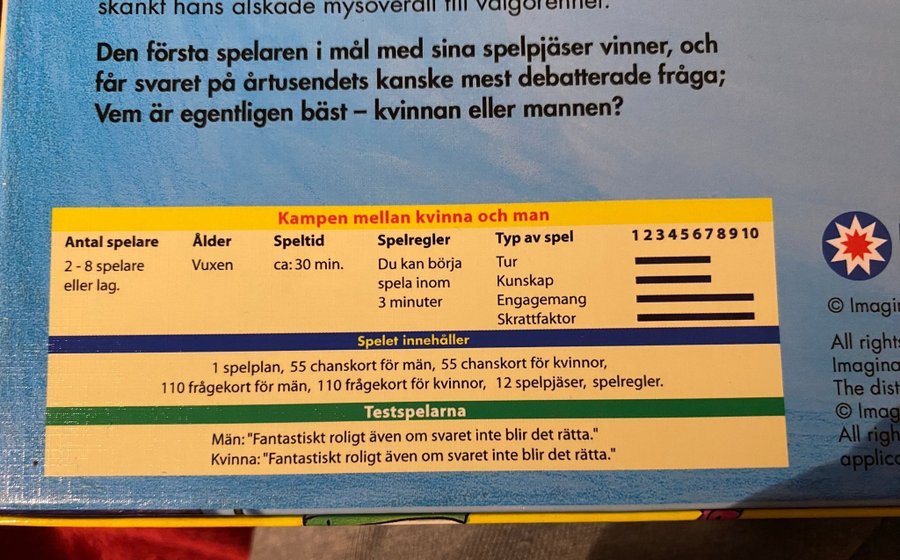 skänkt hans älskade mysoverall till välgörenhet.
Den första spelaren i mål med sina spelpjäser vinner, och
får svaret på årtusendets kanske mest debatterade fråga;
Vem är egentligen bäst – kvinnan eller mannen?
Kampen mellan kvinna och man
Antal spelare Ålder Speltid Spelregler Typ av spel 1 2 3 4 5 6 7 8 9 10
2 - 8 spelare Vuxen ca: 30 min. Du kan börja Tur
eller lag. spela inom Kunskap
3 minuter Engagemang
Skrattfaktor
Spelet innehåller
1 spelplan, 55 chanskort för män, 55 chanskort för kvinnor,
110 frågekort för män, 110 frågekort för kvinnor, 12 spelpjäser, spelregler.
Testspelarna
Män: "Fantastiskt roligt även om svaret inte blir det rätta."
Kvinna: "Fantastiskt roligt även om svaret inte blir det rätta."
© Imagin
All rights
Imagina
The dist
© Imag
All righ
applica